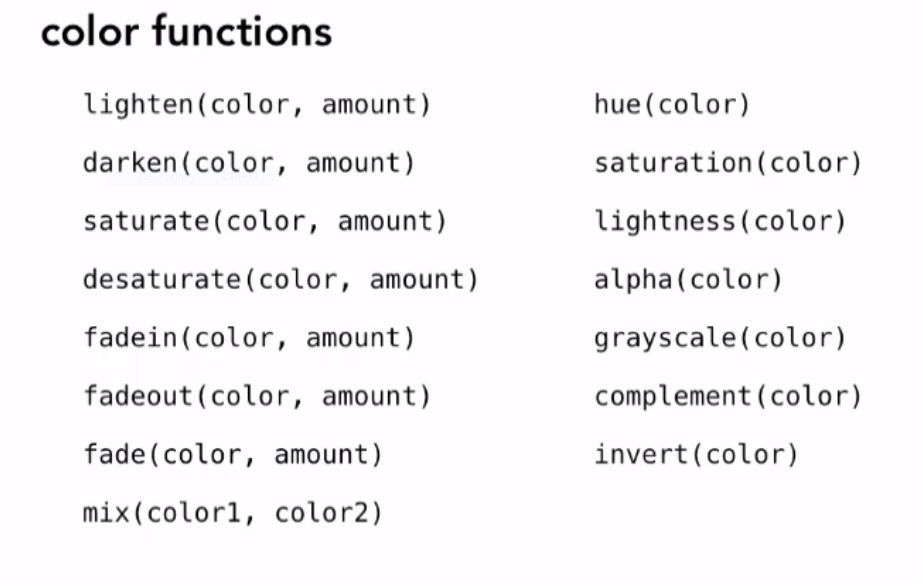 color functions
lighten(color, amount)
darken(color, amount)
saturate(color, amount)
desaturate(color, amount)
fadein(color, amount)
fadeout(color, amount)
fade(color, amount)
mix(color1, color2)
hue(color)
saturation(color)
lightness(color)
alpha(color)
grayscale(color)
complement(color)
invert(color)